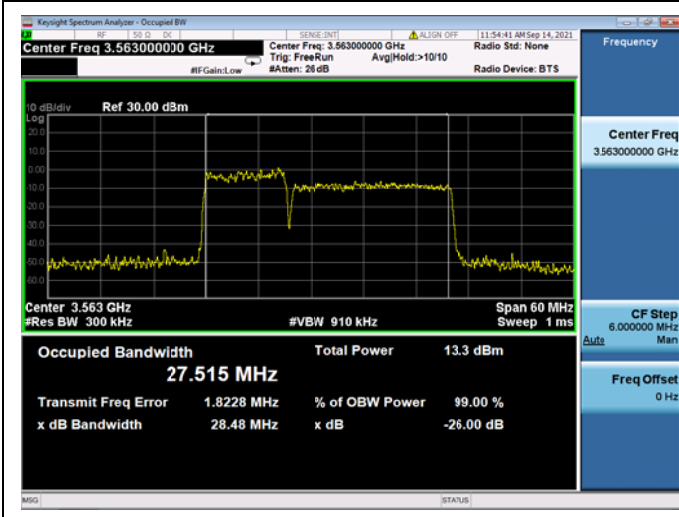 Keysight Spectrum Analyzer - Occupied BW
RF 50 Ω DC SENSE:INT ALIGN OFF 11:54:41 AM Sep 14, 2021
Center Freq 3.563000000 GHz
Center Freq: 3.563000000 GHz
Radio Std: None
Trig: FreeRun Avg|Hold:>10/10
#IFGain:Low #Atten: 26 dB Radio Device: BTS
Frequency
10 dB/div Ref 30.00 dBm
Log
20.0
10.0
0.00
-10.0
-20.0
-30.0
-40.0
-50.0
-60.0
Center 3.563 GHz Span 60 MHz
#Res BW 300 kHz #VBW 910 kHz Sweep 1 ms
Occupied Bandwidth Total Power 13.3 dBm
27.515 MHz
Transmit Freq Error 1.8228 MHz % of OBW Power 99.00 %
x dB Bandwidth 28.48 MHz x dB -26.00 dB
Center Freq
3.563000000 GHz
CF Step
6.000000 MHz
Auto Man
Freq Offset
0 Hz
MSG STATUS